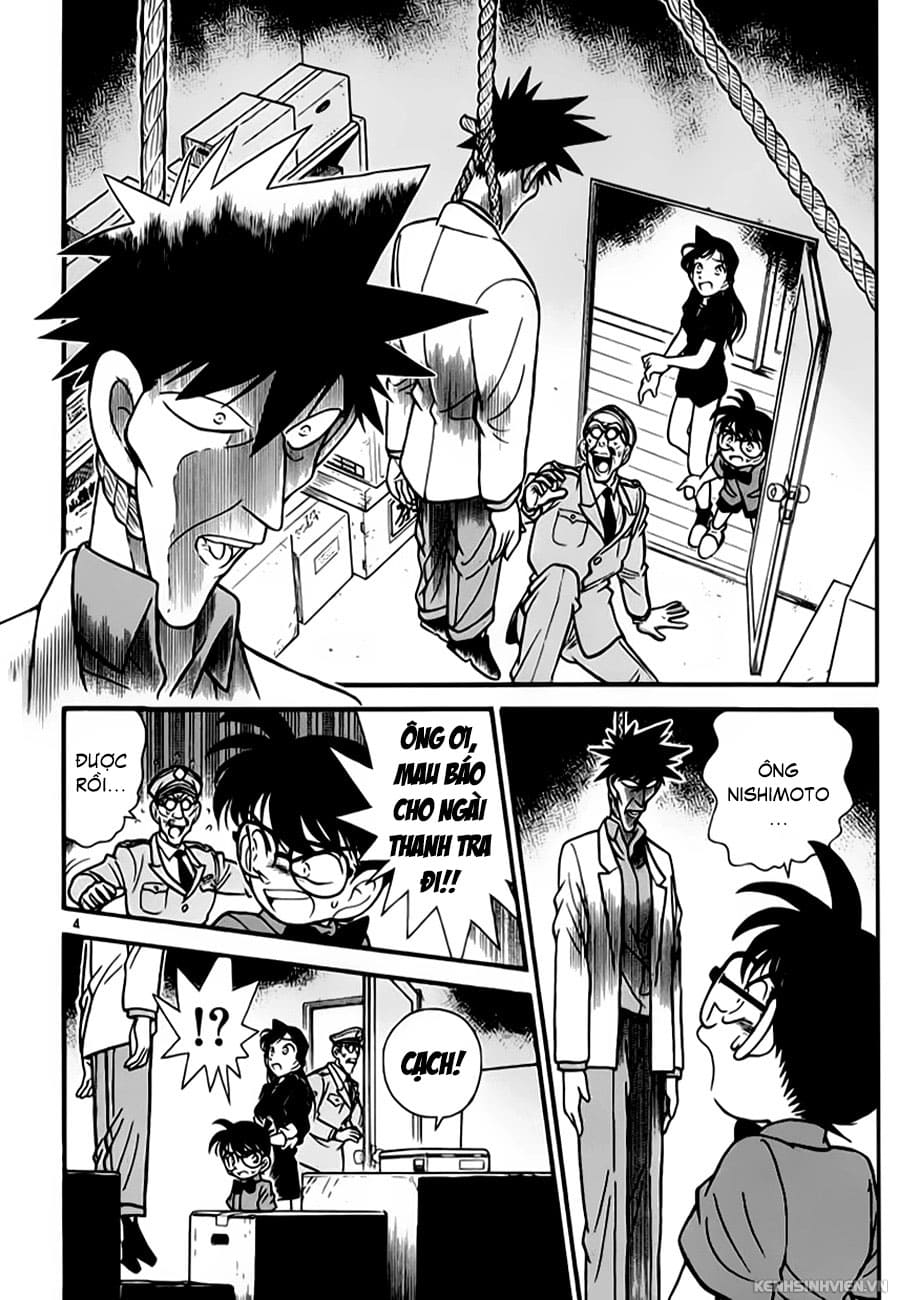 ÔNG
NISHIMOTO
...
ÔNG ƠI,
MAU BÁO
CHO NGÀI
THANH TRA
ĐI!!
ĐƯỢC
RỒI...
4
CẠCH!
!?
KENHSINHVIEN.VN